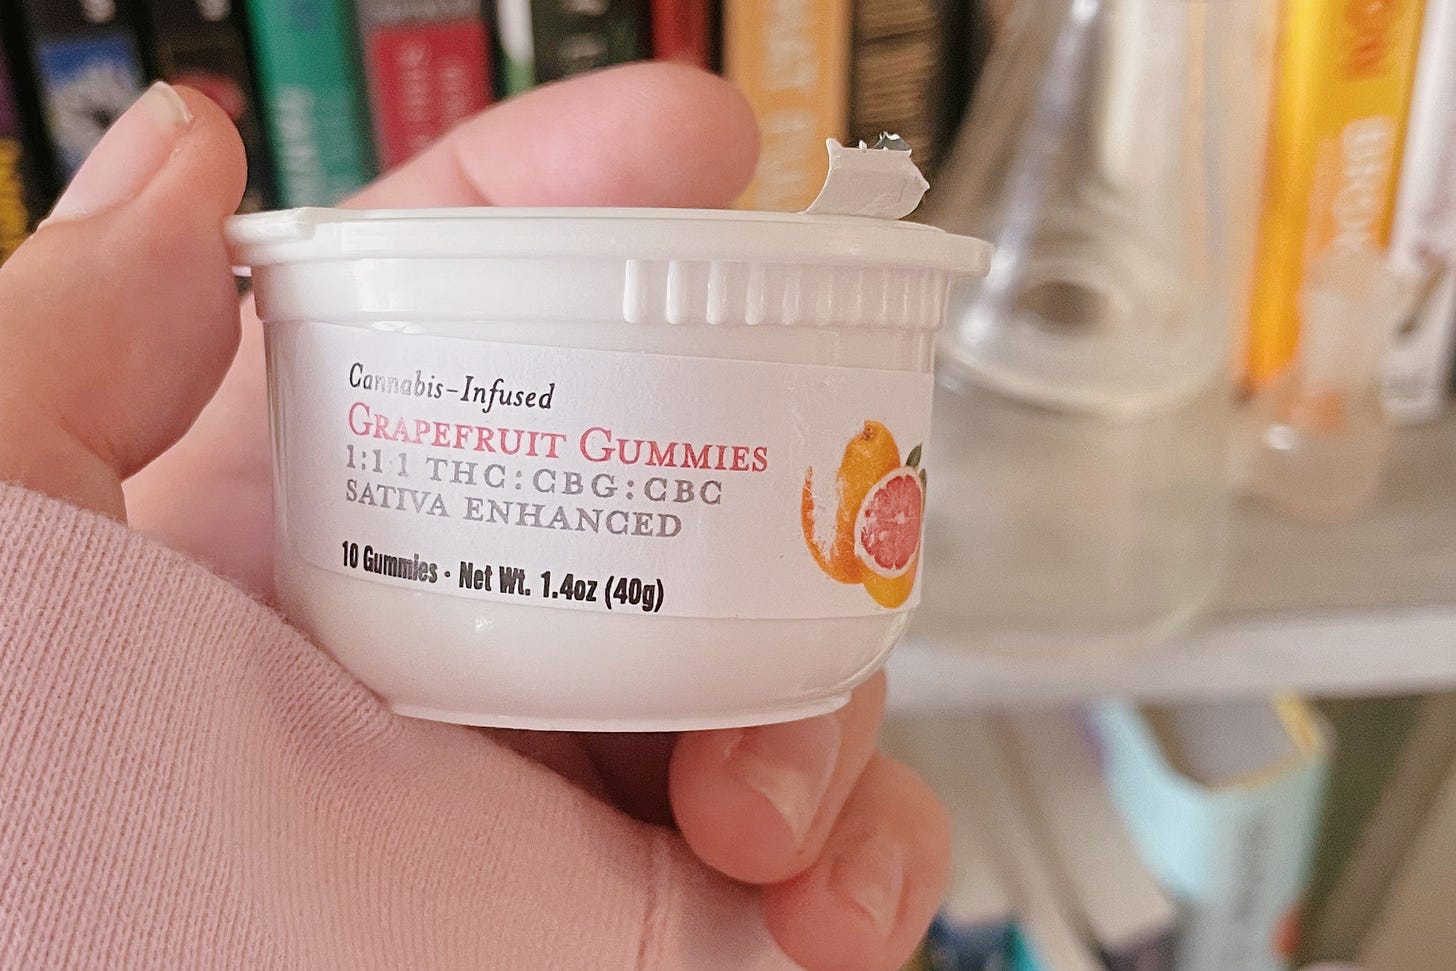 Cannabis-Infused
GRAPEFRUIT GUMMIES
1:1:1 THC:CBG:CBC
SATIVA ENHANCED
10 Gummies · Net Wt. 1.4oz (40g)